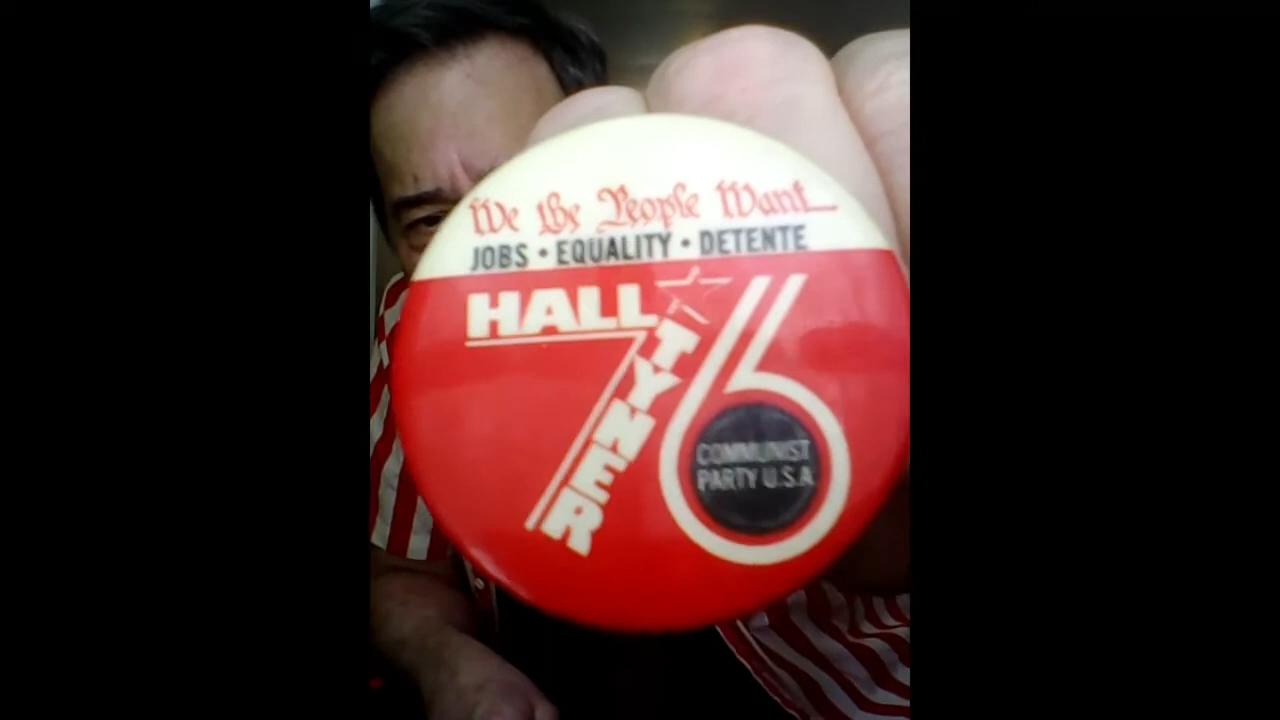 We the People Want...
JOBS • EQUALITY • DETENTE
HALL
TYNER
76
COMMUNIST
PARTY U.S.A